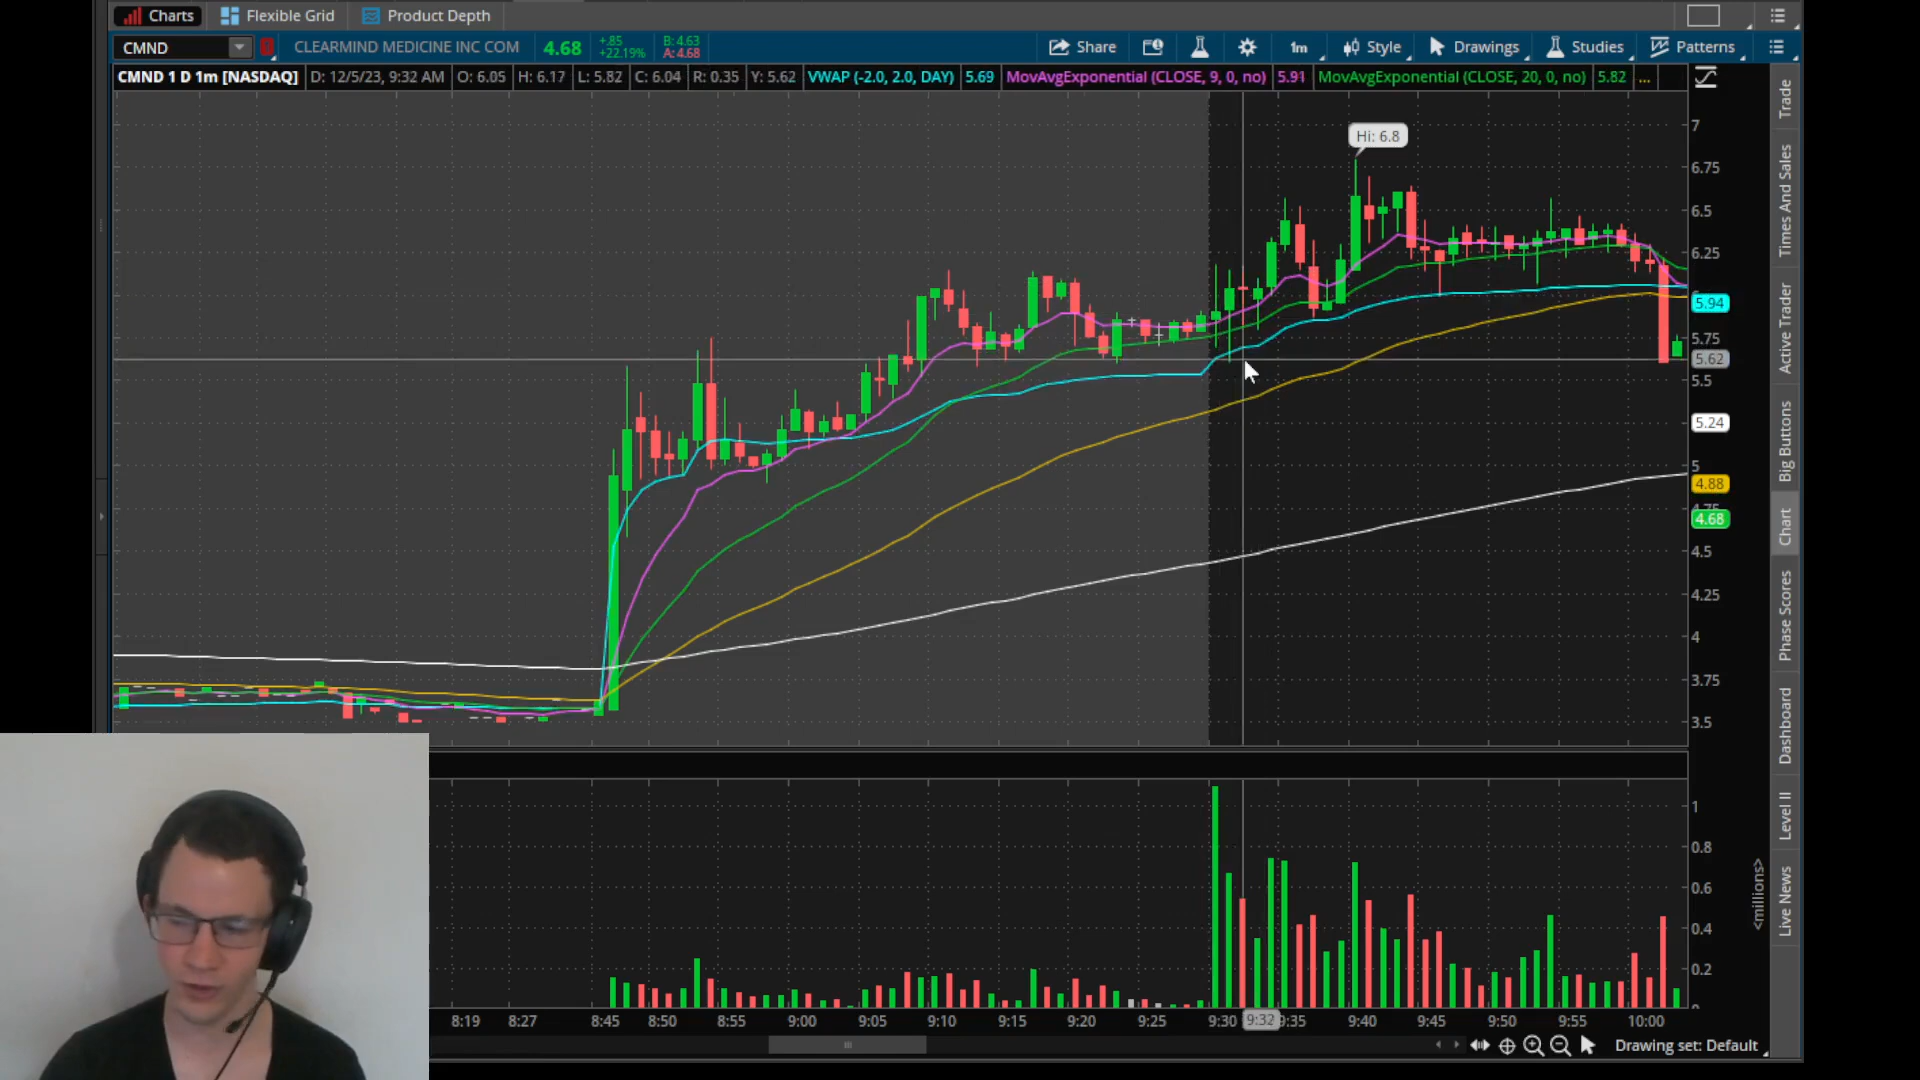 Charts Flexible Grid Product Depth
CMND CLEARMIND MEDICINE INC COM 4.68 +.85 +22.19% B: 4.63 A: 4.68 Share 1m Style Drawings Studies Patterns
CMND 1 D 1m [NASDAQ] D: 12/5/23, 9:32 AM O: 6.05 H: 6.17 L: 5.82 C: 6.04 R: 0.35 Y: 5.62 VWAP (-2.0, 2.0, DAY) 5.69 MovAvgExponential (CLOSE, 9, 0, no) 5.91 MovAvgExponential (CLOSE, 20, 0, no) 5.82 ...
Hi: 6.8
7
6.75
6.5
6.25
5.94
5.75
5.62
5.5
5.24
5
4.88
4.75
4.68
4.5
4.25
4
3.75
3.5
1
0.8
0.6
0.4
0.2
0
<millions>
8:19 8:27 8:45 8:50 8:55 9:00 9:05 9:10 9:15 9:20 9:25 9:30 9:32 9:35 9:40 9:45 9:50 9:55 10:00
Drawing set: Default
Trade
Times And Sales
Active Trader
Big Buttons
Chart
Phase Scores
Dashboard
Level II
Live News